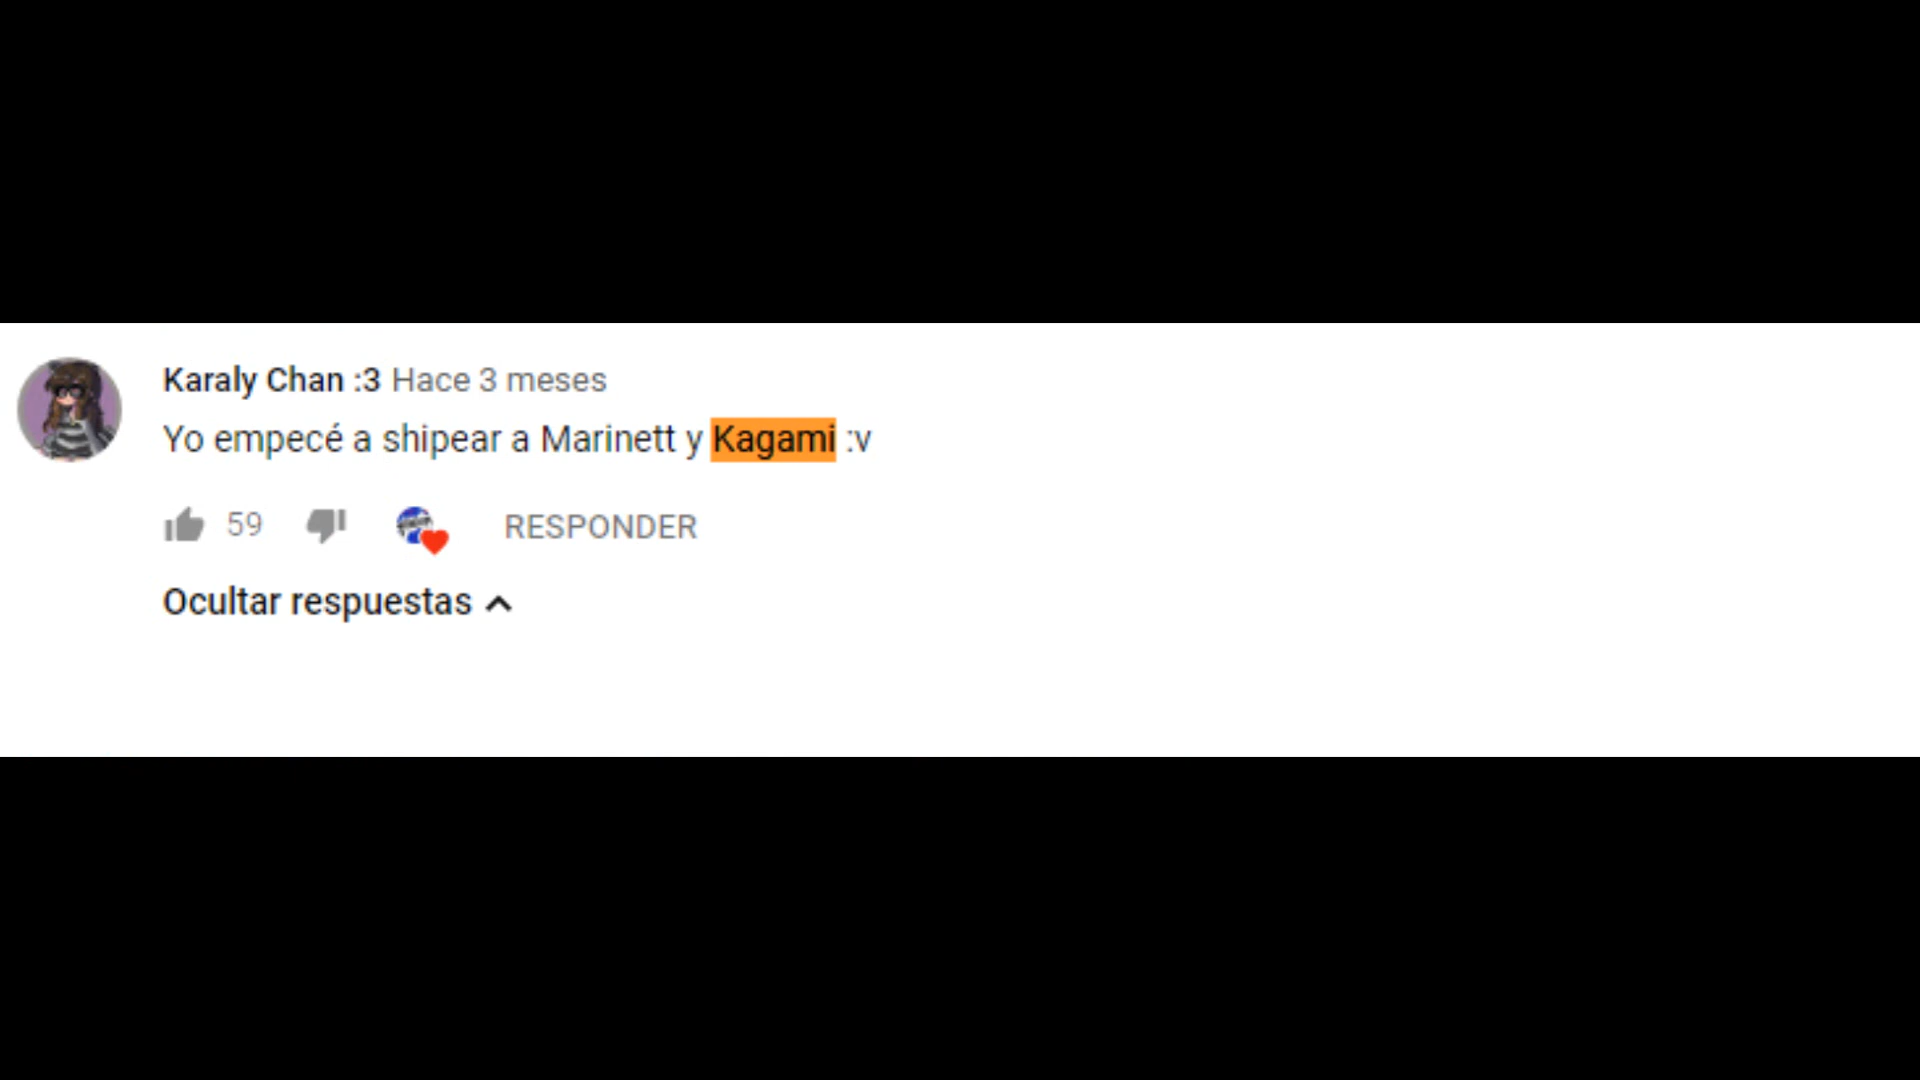 Karaly Chan :3 Hace 3 meses
Yo empecé a shipear a Marinett y Kagami :v
59 RESPONDER
Ocultar respuestas